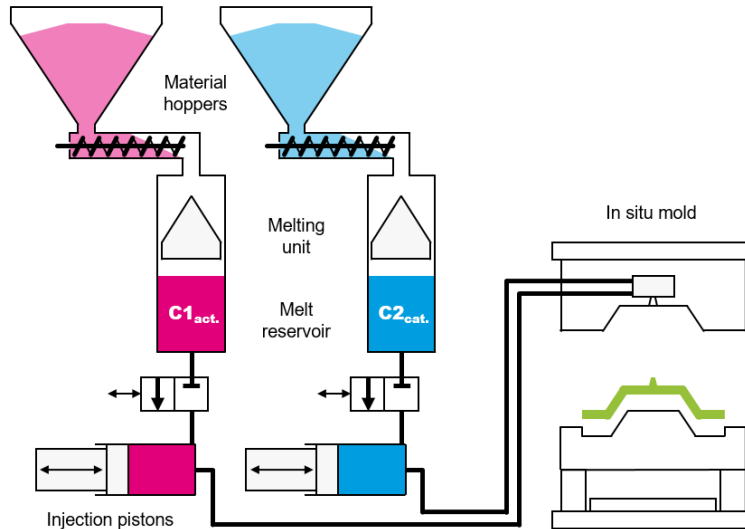 Material
hoppers
Melting
unit
In situ mold
C1act.
Melt
reservoir
C2cat.
Injection pistons